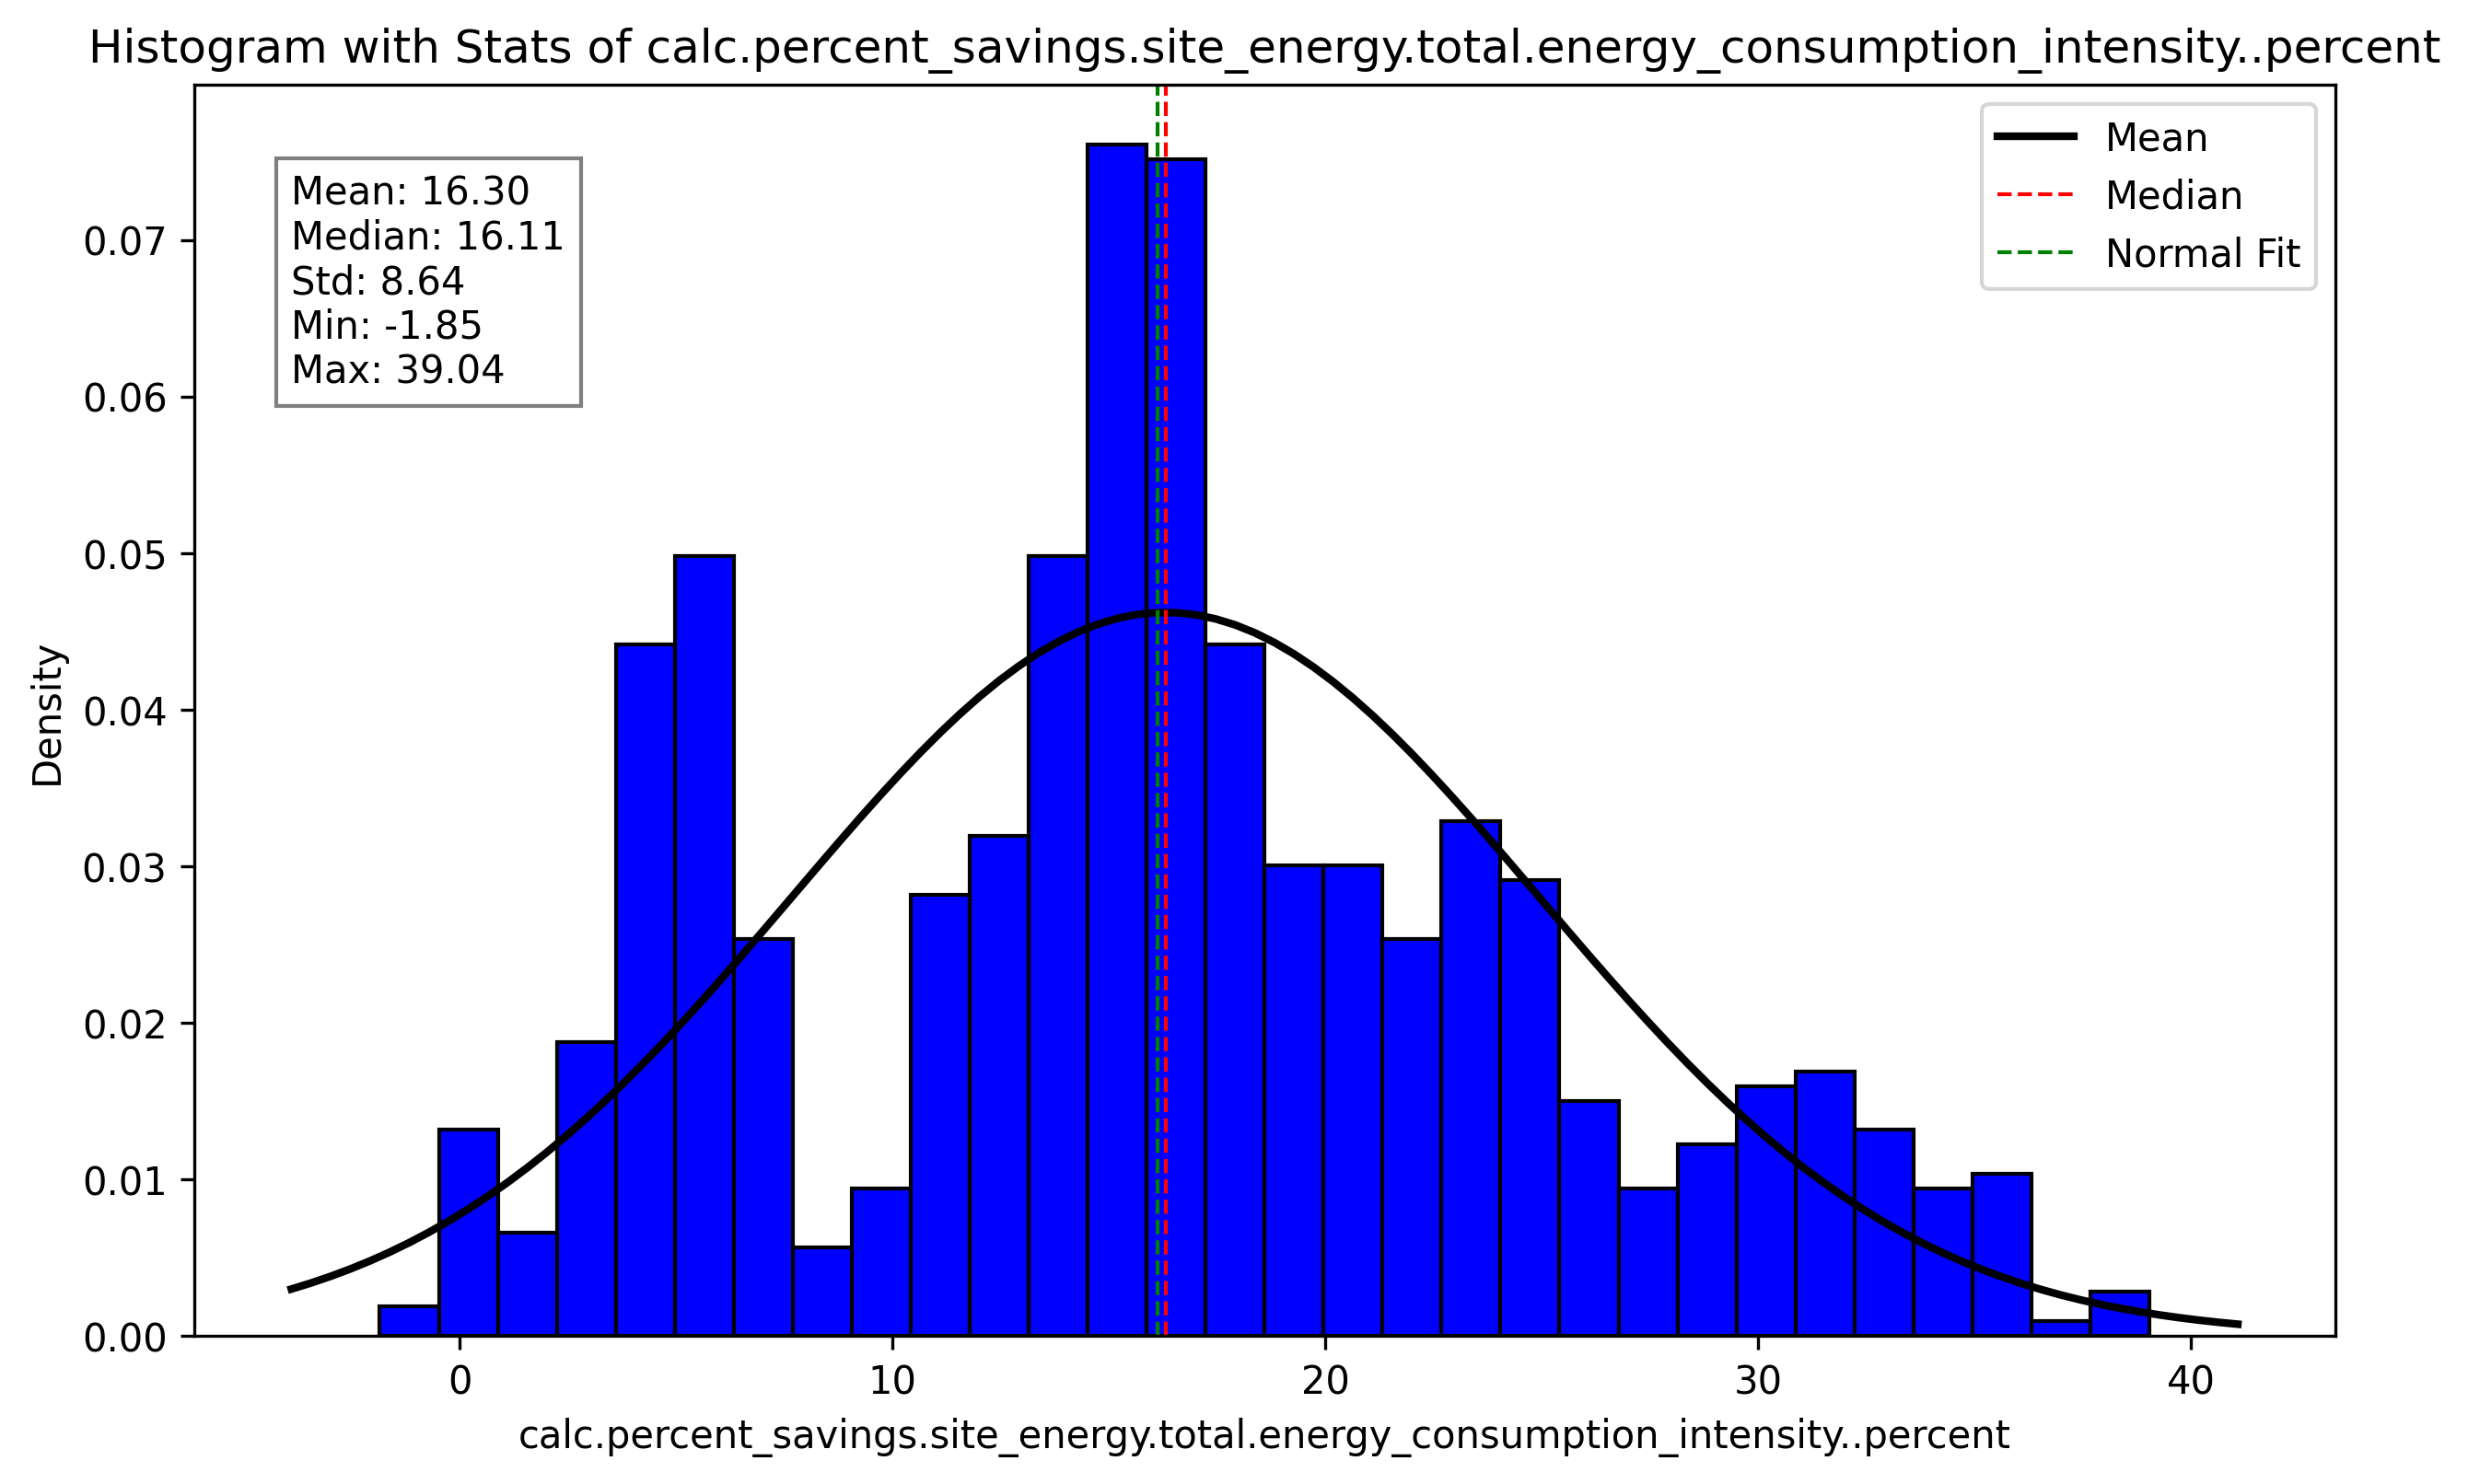 Histogram with Stats of calc.percent_savings.site_energy.total.energy_consumption_intensity..percent
Mean: 16.30
Median: 16.11
Std: 8.64
Min: -1.85
Max: 39.04
Mean
Median
Normal Fit
Density
0.07
0.06
0.05
0.04
0.03
0.02
0.01
0.00
0
10
20
30
40
calc.percent_savings.site_energy.total.energy_consumption_intensity..percent